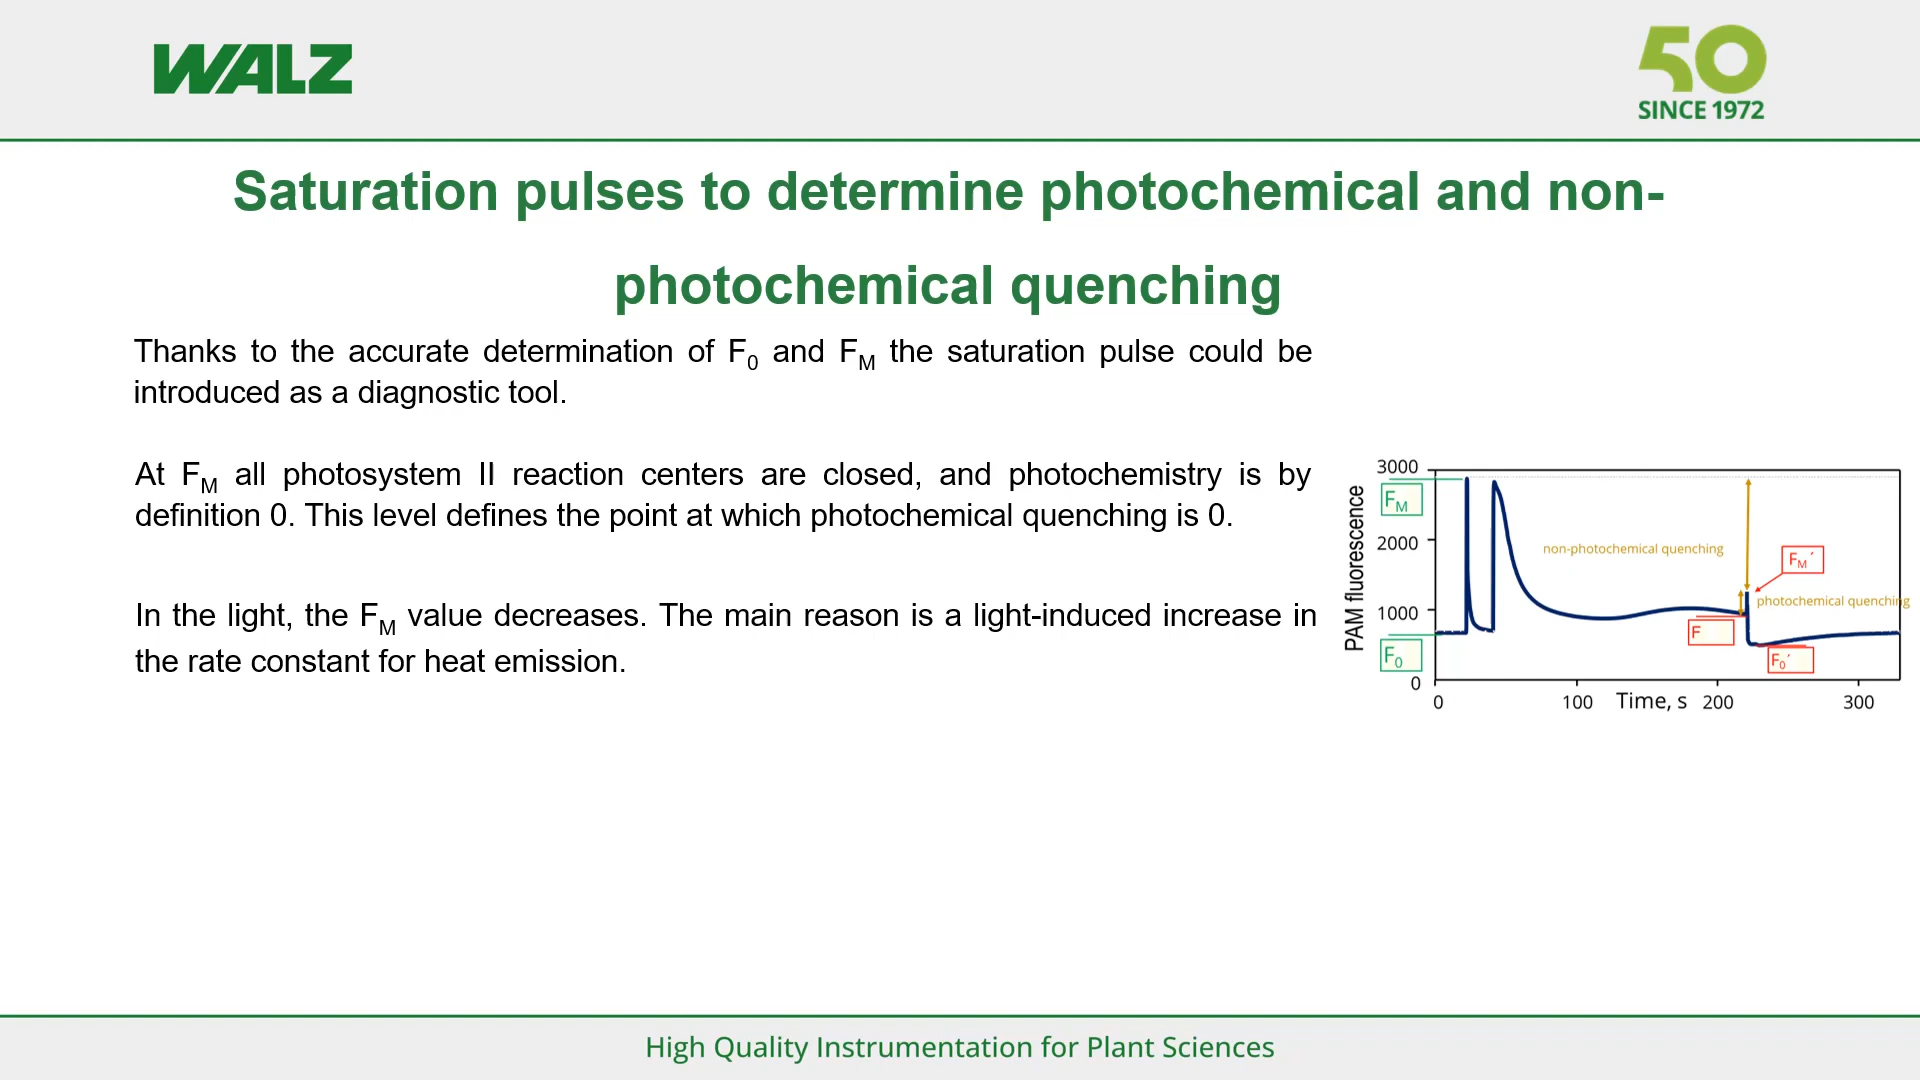 WALZ
50
SINCE 1972
Saturation pulses to determine photochemical and non-
photochemical quenching
Thanks to the accurate determination of F0 and FM the saturation pulse could be
introduced as a diagnostic tool.
At FM all photosystem II reaction centers are closed, and photochemistry is by
definition 0. This level defines the point at which photochemical quenching is 0.
In the light, the FM value decreases. The main reason is a light-induced increase in
the rate constant for heat emission.
PAM fluorescence
3000
FM
2000
1000
F0
0
non-photochemical quenching
FM´
photochemical quenching
F
F0´
0
100
Time, s
200
300
High Quality Instrumentation for Plant Sciences